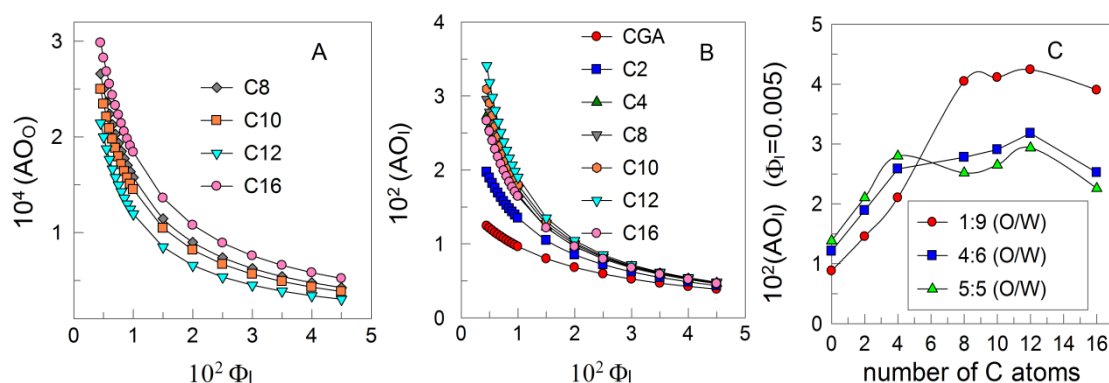 A
10⁴ (AO_O)
3
2
1
C8
C10
C12
C16
0 1 2 3 4 5
10² Φ_I
B
10² (AO_I)
4
3
2
1
0
CGA
C2
C4
C8
C10
C12
C16
0 1 2 3 4 5
10² Φ_I
C
10²(AO_I) (Φ_I=0.005)
5
4
3
2
1
0
1:9 (O/W)
4:6 (O/W)
5:5 (O/W)
0 2 4 6 8 10 12 14 16
number of C atoms